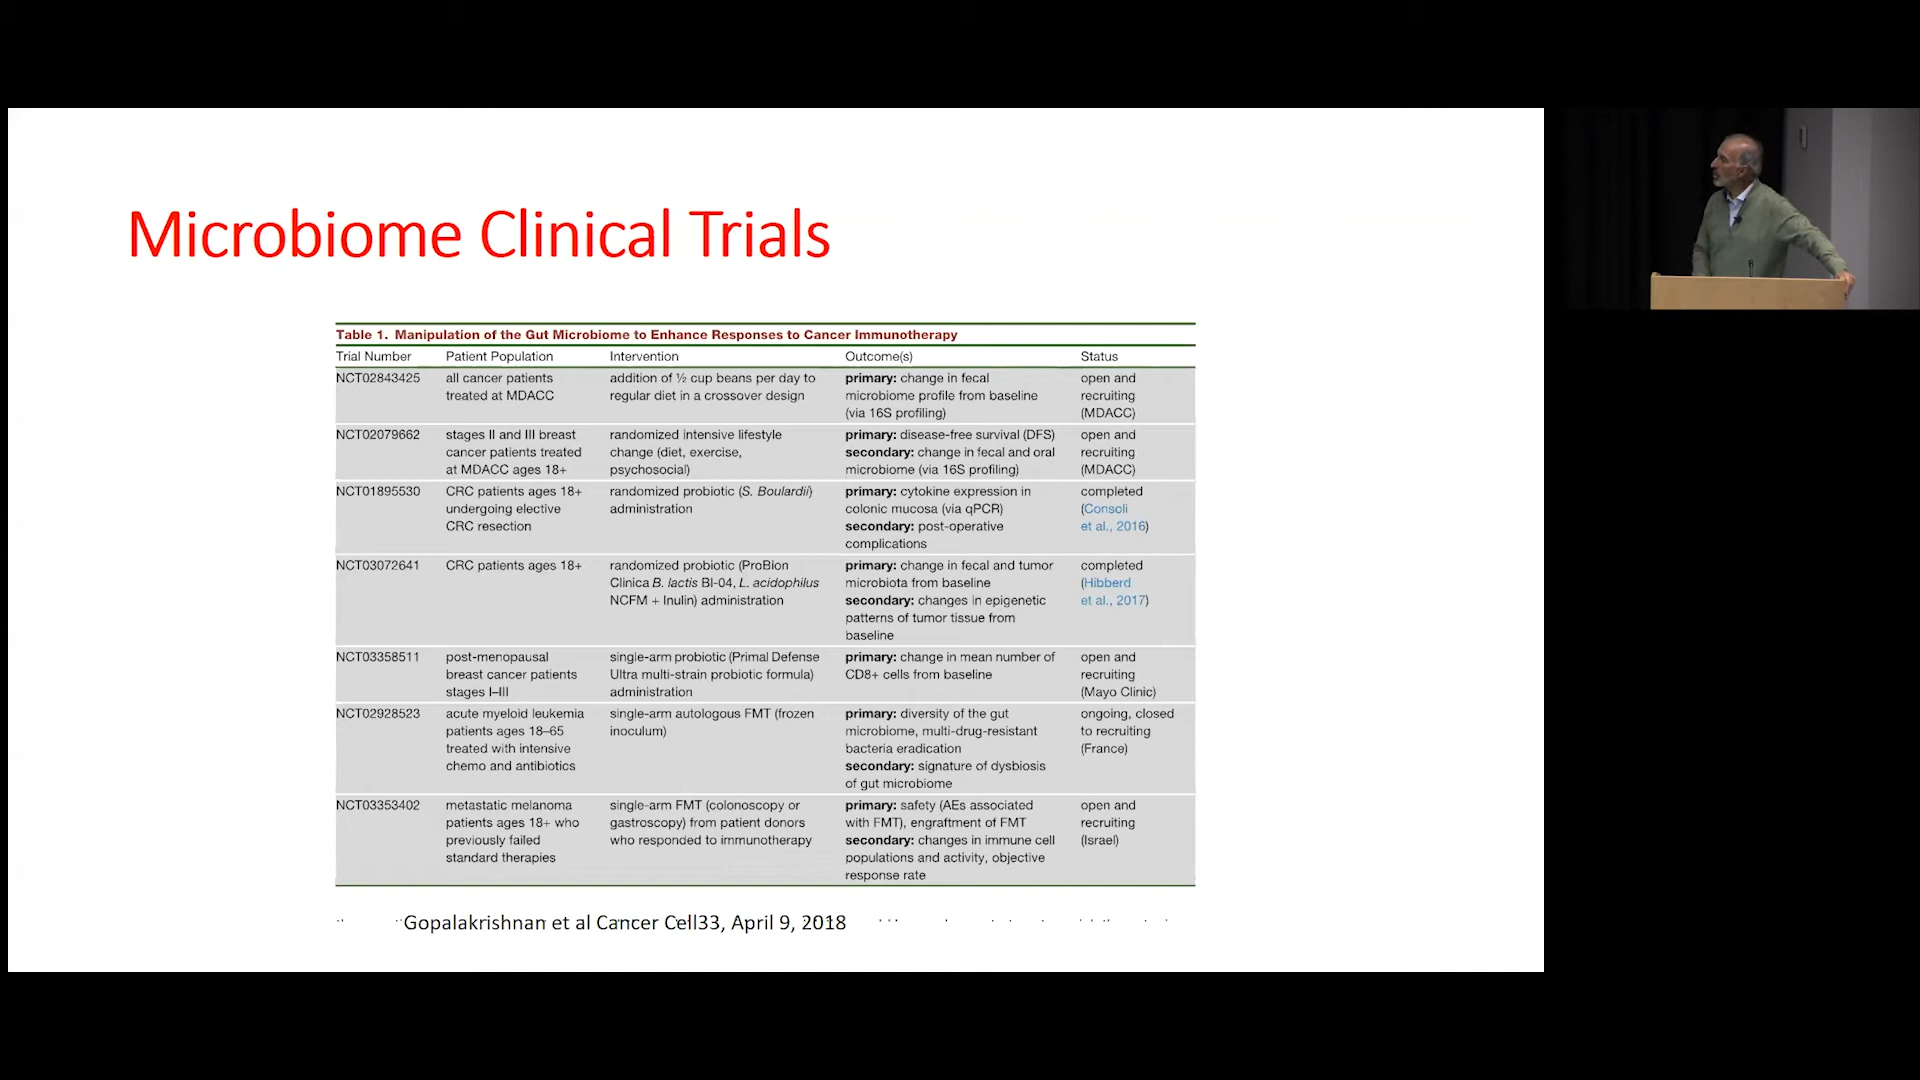 Microbiome Clinical Trials
Table 1. Manipulation of the Gut Microbiome to Enhance Responses to Cancer Immunotherapy
Trial Number Patient Population Intervention Outcome(s) Status
NCT02843425 all cancer patients addition of ½ cup beans per day to primary: change in fecal open and
treated at MDACC regular diet in a crossover design microbiome profile from baseline recruiting
(via 16S profiling) (MDACC)
NCT02079662 stages II and III breast randomized intensive lifestyle primary: disease-free survival (DFS) open and
cancer patients treated change (diet, exercise, secondary: change in fecal and oral recruiting
at MDACC ages 18+ psychosocial) microbiome (via 16S profiling) (MDACC)
NCT01895530 CRC patients ages 18+ randomized probiotic (S. Boulardii) primary: cytokine expression in completed
undergoing elective administration colonic mucosa (via qPCR) (Consoli
CRC resection secondary: post-operative et al., 2016)
complications
NCT03072641 CRC patients ages 18+ randomized probiotic (ProBion primary: change in fecal and tumor completed
Clinica B. lactis Bl-04, L. acidophilus microbiota from baseline (Hibberd
NCFM + Inulin) administration secondary: changes in epigenetic et al., 2017)
patterns of tumor tissue from
baseline
NCT03358511 post-menopausal single-arm probiotic (Primal Defense primary: change in mean number of open and
breast cancer patients Ultra multi-strain probiotic formula) CD8+ cells from baseline recruiting
stages I–III administration (Mayo Clinic)
NCT02928523 acute myeloid leukemia single-arm autologous FMT (frozen primary: diversity of the gut ongoing, closed
patients ages 18–65 inoculum) microbiome, multi-drug-resistant to recruiting
treated with intensive bacteria eradication (France)
chemo and antibiotics secondary: signature of dysbiosis
of gut microbiome
NCT03353402 metastatic melanoma single-arm FMT (colonoscopy or primary: safety (AEs associated open and
patients ages 18+ who gastroscopy) from patient donors with FMT), engraftment of FMT recruiting
previously failed who responded to immunotherapy secondary: changes in immune cell (Israel)
standard therapies populations and activity, objective
response rate
Gopalakrishnan et al Cancer Cell33, April 9, 2018